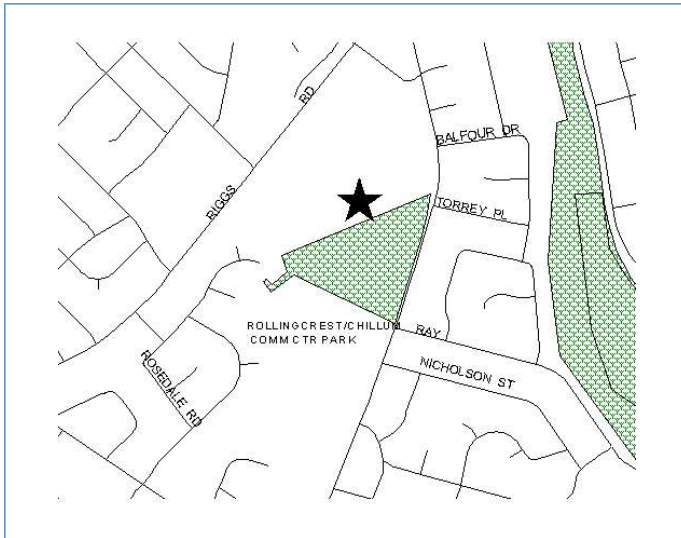 RD
BALFOUR DR
RIGGS
TORREY PL
ROLLINGCREST/CHILLUM
COMM CTR PARK
RAY
NICHOLSON ST
ROSEDALE RD